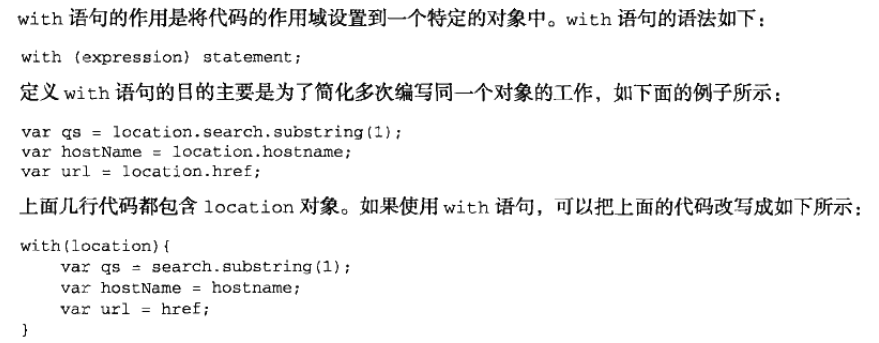 with 语句的作用是将代码的作用域设置到一个特定的对象中。with 语句的语法如下：
with (expression) statement;
定义 with 语句的目的主要是为了简化多次编写同一个对象的工作，如下面的例子所示：
var qs = location.search.substring(1);
var hostName = location.hostname;
var url = location.href;
上面几行代码都包含 location 对象。如果使用 with 语句，可以把上面的代码改写成如下所示：
with(location){
    var qs = search.substring(1);
    var hostName = hostname;
    var url = href;
}